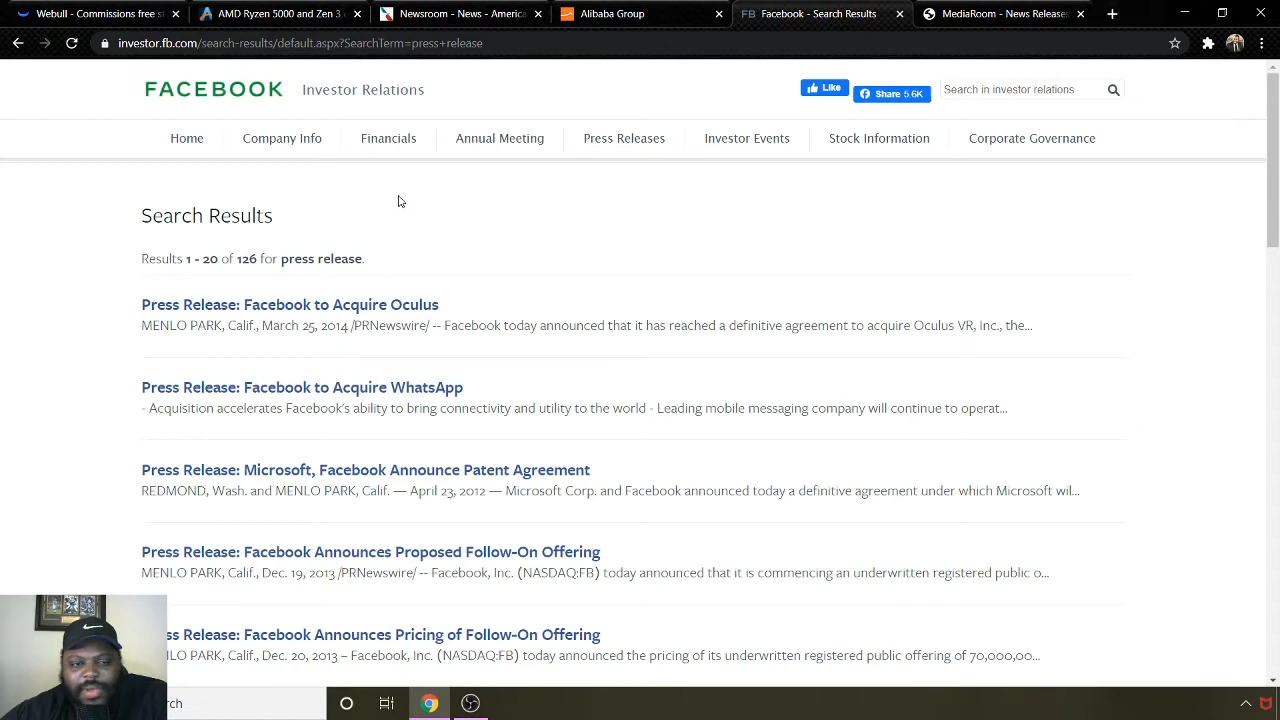 Webull - Commissions free st
AMD Ryzen 5000 and Zen 3 c
Newsroom - News - America
Alibaba Group
FB Facebook - Search Results
MediaRoom - News Releases
investor.fb.com/search-results/default.aspx?SearchTerm=press+release
FACEBOOK Investor Relations
Like
Share 5.6K
Search in investor relations
Home Company Info Financials Annual Meeting Press Releases Investor Events Stock Information Corporate Governance
Search Results
Results 1 - 20 of 126 for press release.
Press Release: Facebook to Acquire Oculus
MENLO PARK, Calif., March 25, 2014 /PRNewswire/ -- Facebook today announced that it has reached a definitive agreement to acquire Oculus VR, Inc., the...
Press Release: Facebook to Acquire WhatsApp
- Acquisition accelerates Facebook's ability to bring connectivity and utility to the world - Leading mobile messaging company will continue to operat...
Press Release: Microsoft, Facebook Announce Patent Agreement
REDMOND, Wash. and MENLO PARK, Calif. — April 23, 2012 — Microsoft Corp. and Facebook announced today a definitive agreement under which Microsoft wil...
Press Release: Facebook Announces Proposed Follow-On Offering
MENLO PARK, Calif., Dec. 19, 2013 /PRNewswire/ -- Facebook, Inc. (NASDAQ:FB) today announced that it is commencing an underwritten registered public o...
ss Release: Facebook Announces Pricing of Follow-On Offering
NLO PARK, Calif., Dec. 20, 2013 – Facebook, Inc. (NASDAQ:FB) today announced the pricing of its underwritten registered public offering of 70,000,00...
rch